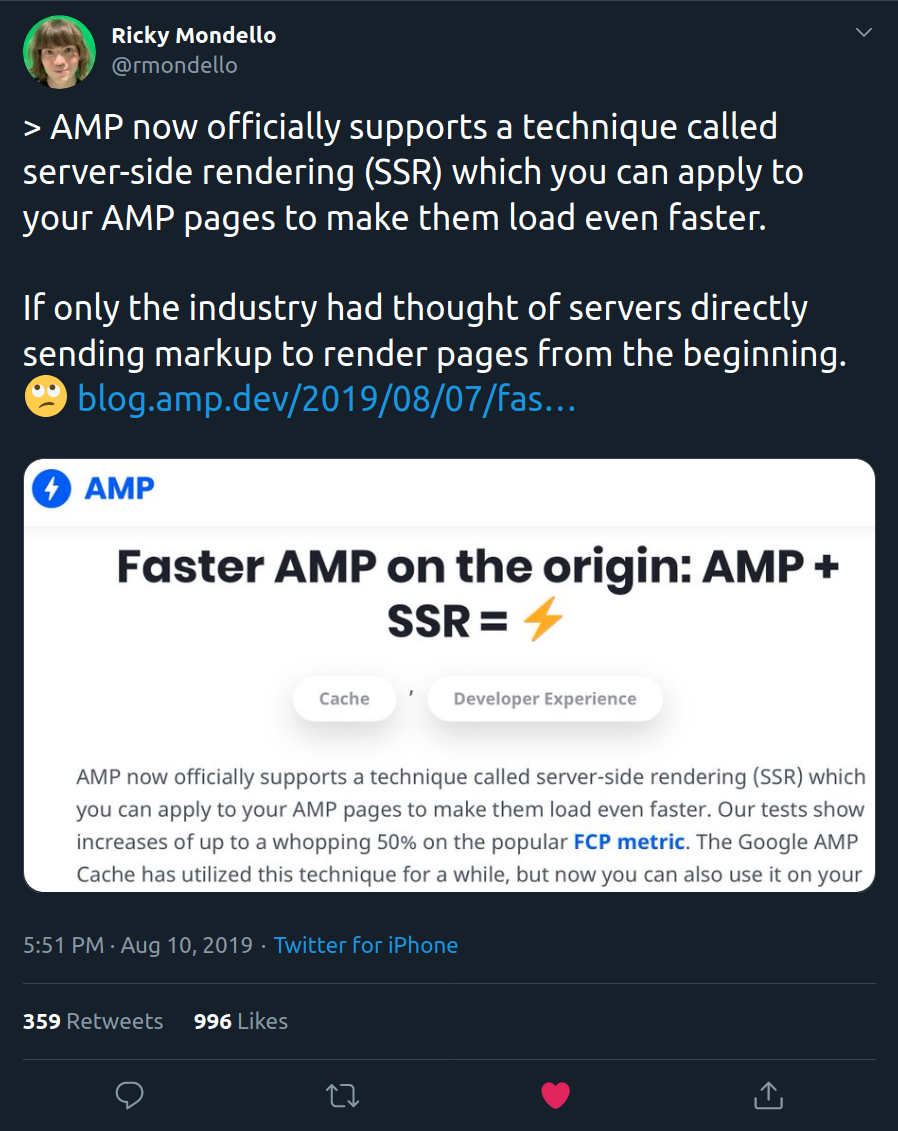 Ricky Mondello
@rmondello
> AMP now officially supports a technique called
server-side rendering (SSR) which you can apply to
your AMP pages to make them load even faster.
If only the industry had thought of servers directly
sending markup to render pages from the beginning.
🙄 blog.amp.dev/2019/08/07/fas…
AMP
Faster AMP on the origin: AMP +
SSR = ⚡
Cache , Developer Experience
AMP now officially supports a technique called server-side rendering (SSR) which
you can apply to your AMP pages to make them load even faster. Our tests show
increases of up to a whopping 50% on the popular FCP metric. The Google AMP
Cache has utilized this technique for a while, but now you can also use it on your
5:51 PM · Aug 10, 2019 · Twitter for iPhone
359 Retweets 996 Likes